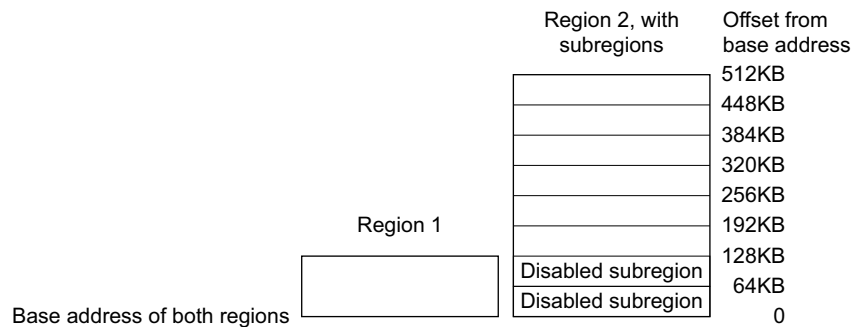 Region 2, with
subregions
Offset from
base address
512KB
448KB
384KB
320KB
256KB
Region 1
192KB
128KB
Disabled subregion
64KB
Disabled subregion
Base address of both regions
0